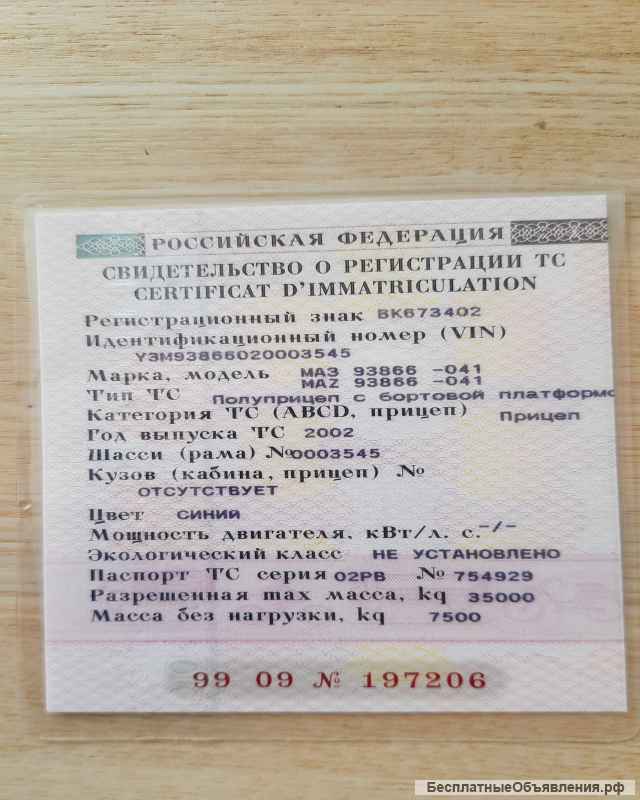 РОССИЙСКАЯ ФЕДЕРАЦИЯ
СВИДЕТЕЛЬСТВО О РЕГИСТРАЦИИ ТС
CERTIFICAT D'IMMATRICULATION
Регистрационный знак ВК673402
Идентификационный номер (VIN)
Y3M93866020003545
Марка, модель МАЗ 93866 -041
MAZ 93866 -041
Тип ТС Полуприцеп с бортовой платформо
Категория ТС (ABCD, прицеп) Прицеп
Год выпуска ТС 2002
Шасси (рама) №0003545
Кузов (кабина, прицеп) №
ОТСУТСТВУЕТ
Цвет СИНИЙ
Мощность двигателя, кВт/л. с. -/-
Экологический класс НЕ УСТАНОВЛЕНО
Паспорт ТС серия 02РВ № 754929
Разрешенная max масса, kq 35000
Масса без нагрузки, kq 7500
99 09 № 197206
БесплатныеОбъявления.рф